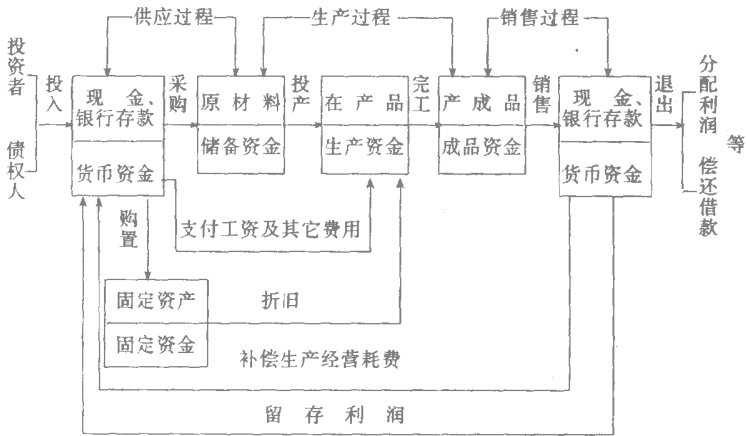 供应过程
生产过程
销售过程
投资者
债权人
投入
现金、
银行存款
货币资金
采购
原材料
储备资金
投产
在产品
生产资金
完工
产成品
成品资金
销售
现金、
银行存款
货币资金
退出
分配利润
偿还借款
等
购置
支付工资及其它费用
固定资产
固定资金
折旧
补偿生产经营耗费
留存利润